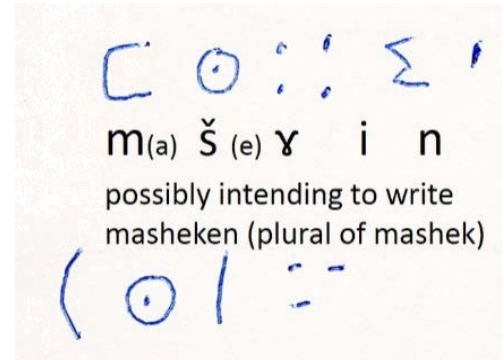 ⵎ ⵙ ⵆ ⵉ ⵏ
m(a) š (e) ɣ i n
possibly intending to write
masheken (plural of mashek)
( ⵙ ⵏ ⵆ